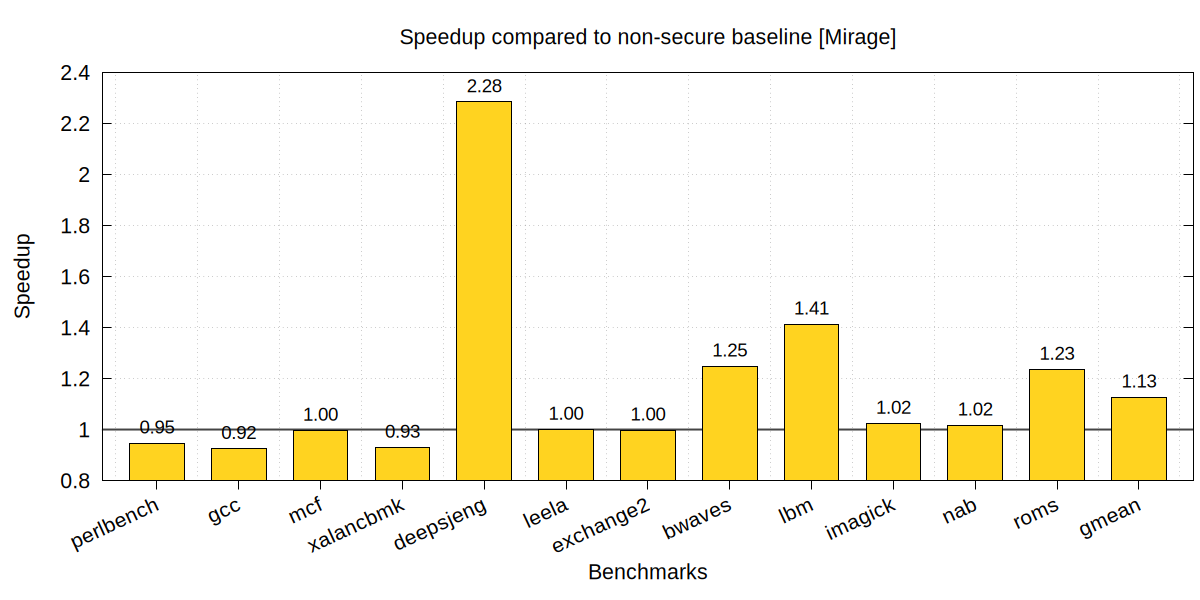 Speedup compared to non-secure baseline [Mirage]
2.4
2.2
2
1.8
1.6
1.4
1.2
1
0.8
Speedup
0.95
0.92
1.00
0.93
2.28
1.00
1.00
1.25
1.41
1.02
1.02
1.23
1.13
perlbench
gcc
mcf
xalancbmk
deepsjeng
leela
exchange2
bwaves
lbm
imagick
nab
roms
gmean
Benchmarks